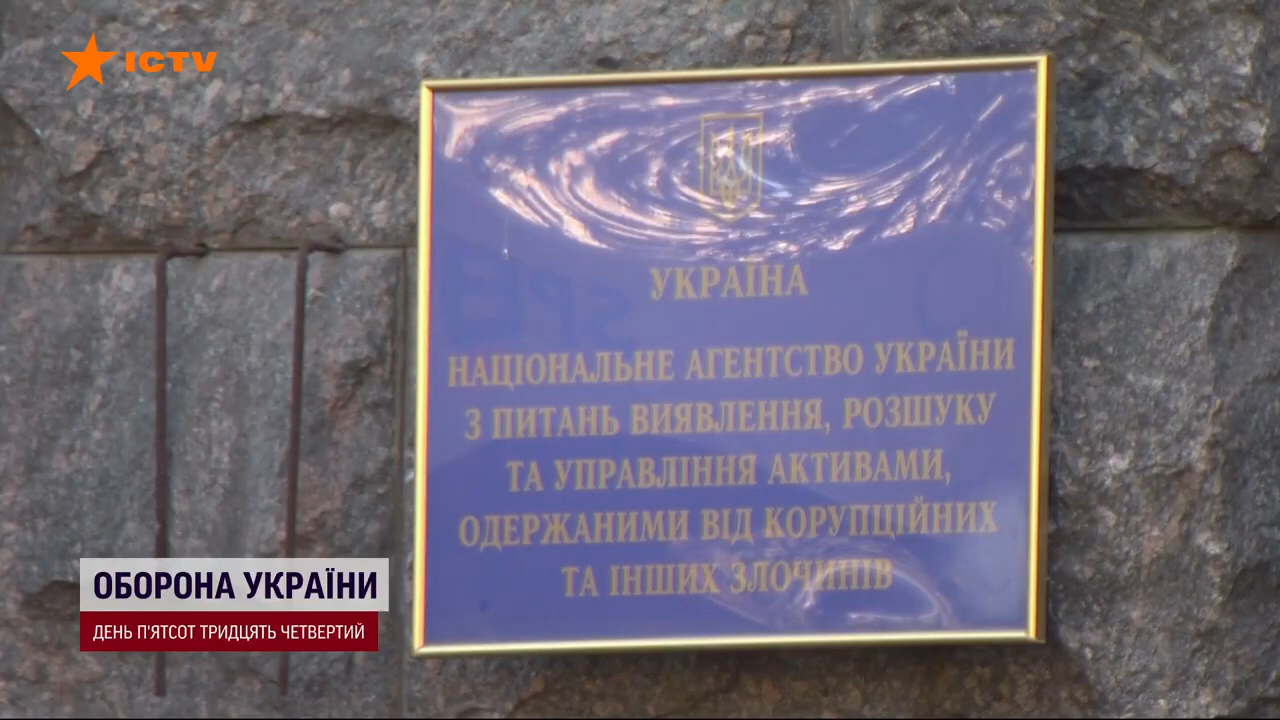 ICTV
УКРАЇНА
НАЦІОНАЛЬНЕ АГЕНТСТВО УКРАЇНИ
З ПИТАНЬ ВИЯВЛЕННЯ, РОЗШУКУ
ТА УПРАВЛІННЯ АКТИВАМИ,
ОДЕРЖАНИМИ ВІД КОРУПЦІЙНИХ
ТА ІНШИХ ЗЛОЧИНІВ
ОБОРОНА УКРАЇНИ
ДЕНЬ П'ЯТСОТ ТРИДЦЯТЬ ЧЕТВЕРТИЙ